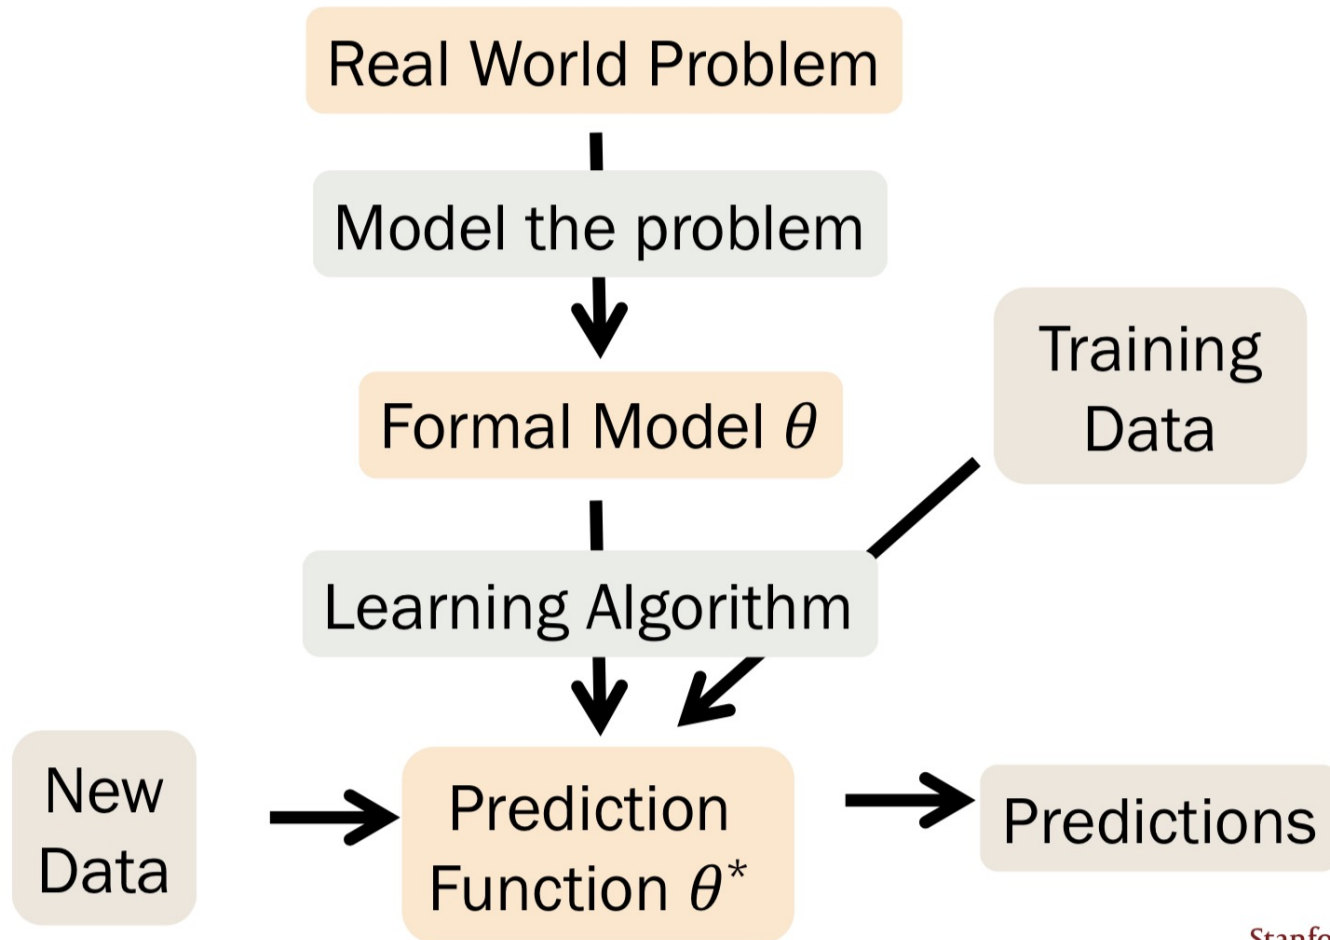 Real World Problem
Model the problem
Formal Model θ
Training
Data
Learning Algorithm
New
Data
Prediction
Function θ*
Predictions